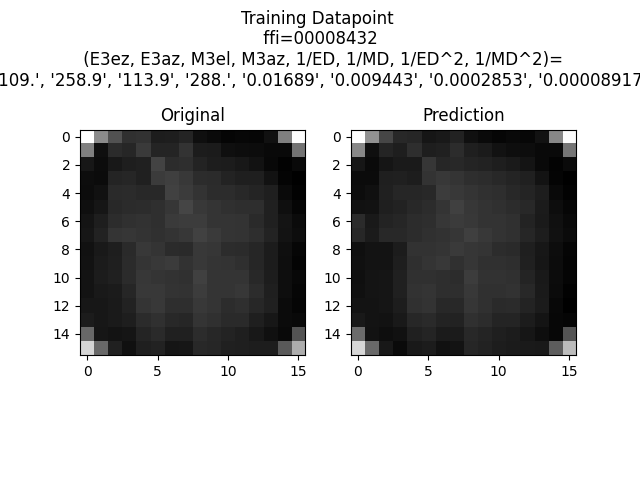 Training Datapoint
ffi=00008432
(E3ez, E3az, M3el, M3az, 1/ED, 1/MD, 1/ED^2, 1/MD^2)=
109.', '258.9', '113.9', '288.', '0.01689', '0.009443', '0.0002853', '0.00008917
Original Prediction
0 0
2 2
4 4
6 6
8 8
10 10
12 12
14 14
0 5 10 15 0 5 10 15